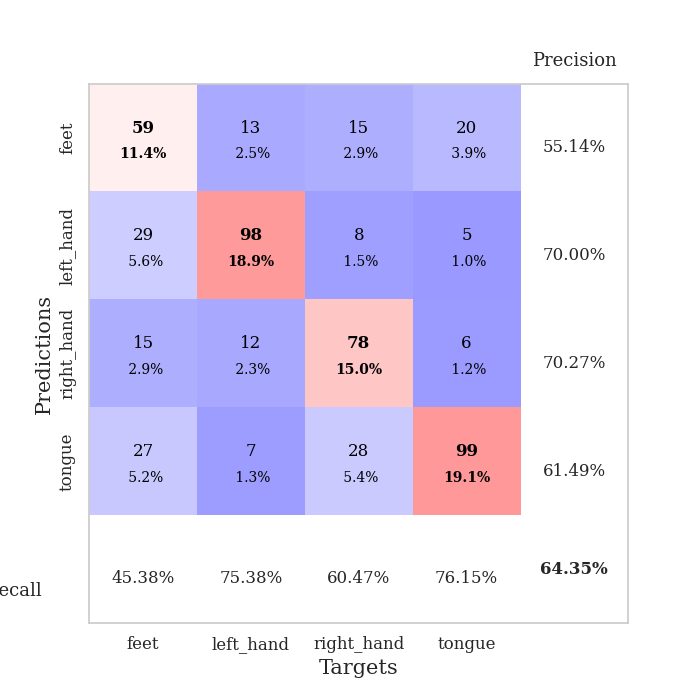 Precision
feet
59 13 15 20
11.4% 2.5% 2.9% 3.9%
55.14%
left_hand
29 98 8 5
5.6% 18.9% 1.5% 1.0%
70.00%
Predictions
right_hand
15 12 78 6
2.9% 2.3% 15.0% 1.2%
70.27%
tongue
27 7 28 99
5.2% 1.3% 5.4% 19.1%
61.49%
ecall
45.38% 75.38% 60.47% 76.15% 64.35%
feet left_hand right_hand tongue
Targets